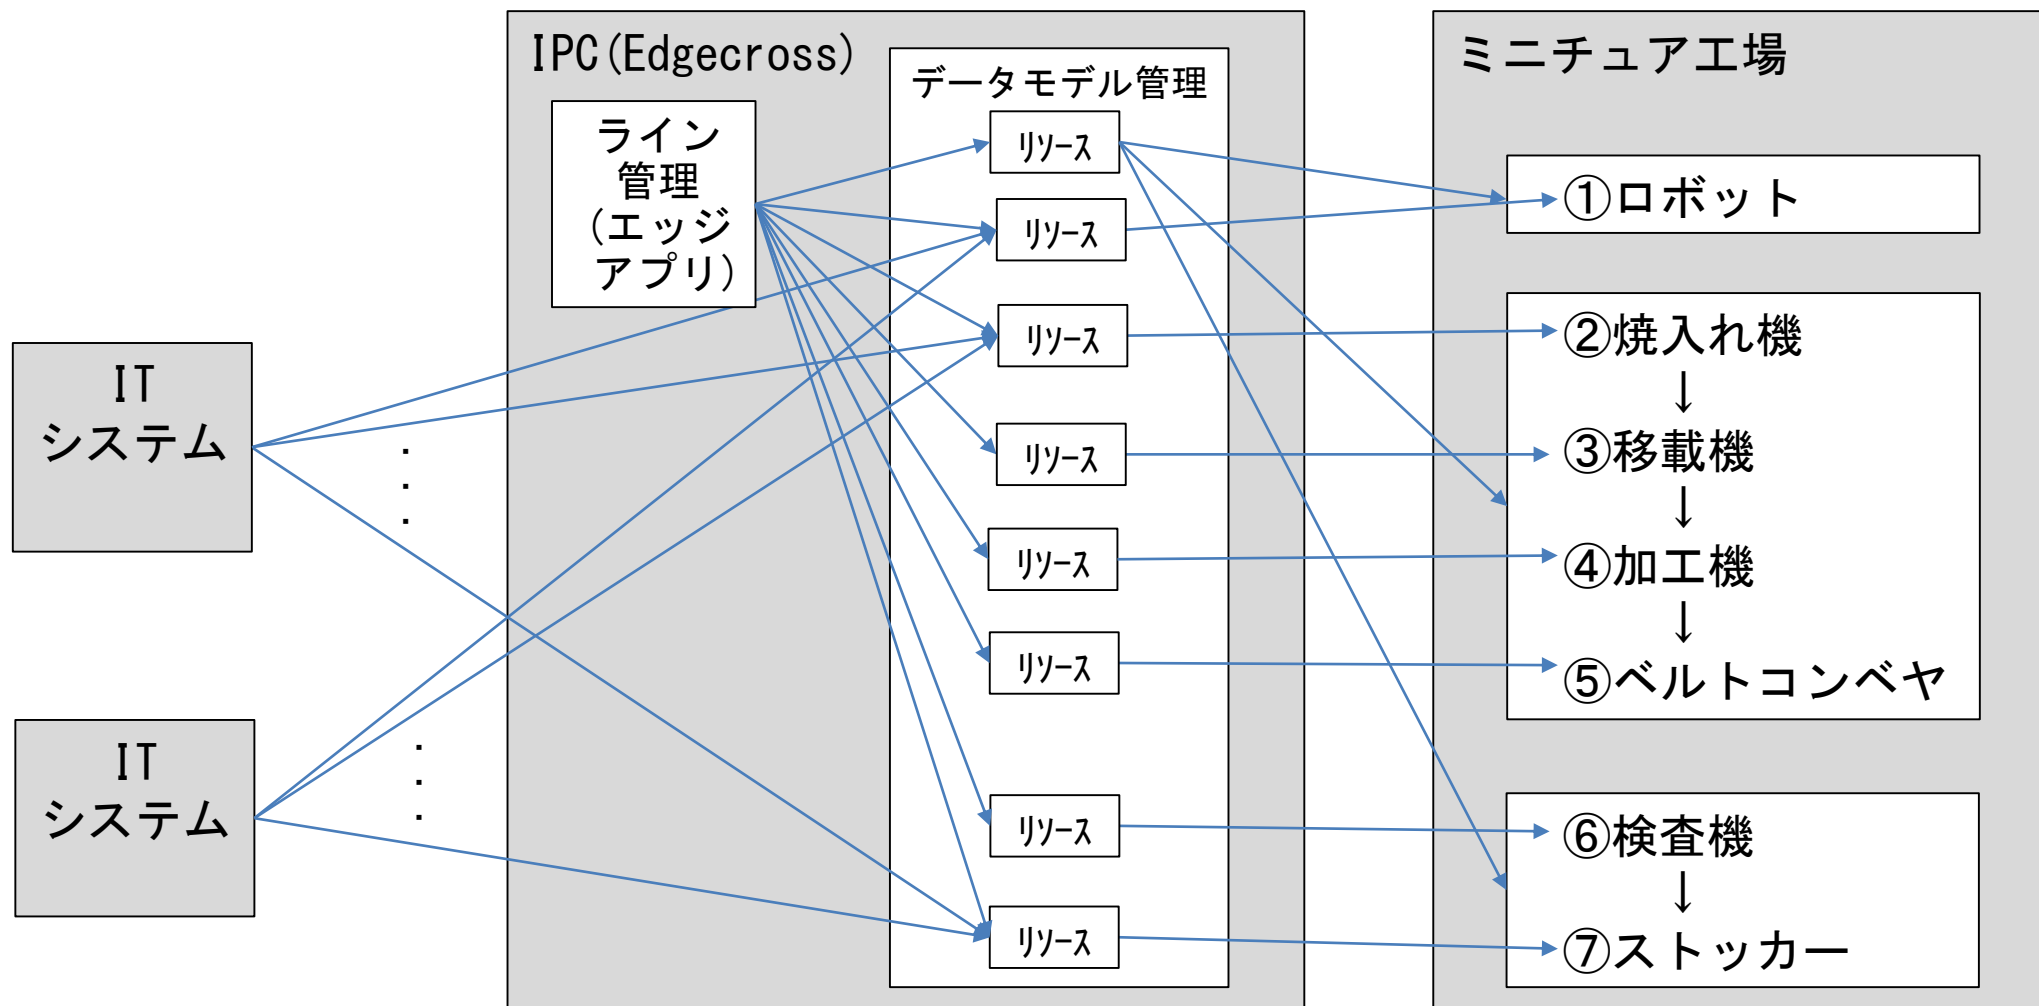 IPC(Edgecross)
データモデル管理
ライン
管理
(エッジ
アプリ)
リソース
リソース
リソース
リソース
リソース
リソース
リソース
リソース
IT
システム
・
・
・
IT
システム
・
・
・
ミニチュア工場
①ロボット
②焼入れ機
↓
③移載機
↓
④加工機
↓
⑤ベルトコンベヤ
⑥検査機
↓
⑦ストッカー